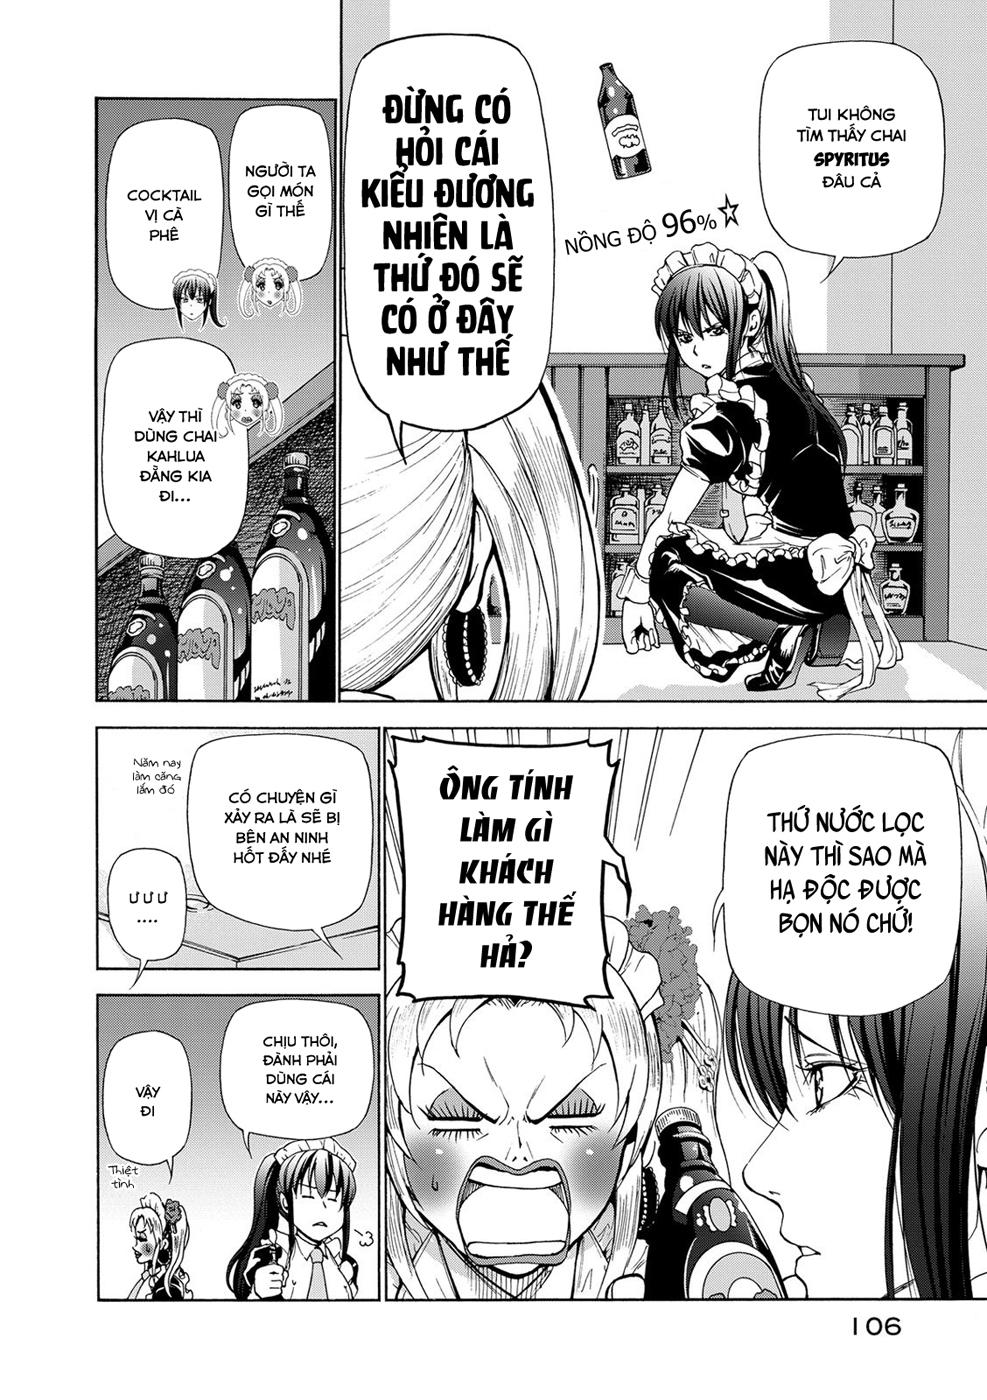 TUI KHÔNG
TÌM THẤY CHAI
SPYRITUS
ĐÂU CẢ
NỒNG ĐỘ 96%
ĐỪNG CÓ
HỎI CÁI
KIỂU ĐƯƠNG
NHIÊN LÀ
THỨ ĐÓ SẼ
CÓ Ở ĐÂY
NHƯ THẾ
NGƯỜI TA
GỌI MÓN
GÌ THẾ
COCKTAIL
VỊ CÀ
PHÊ
VẬY THÌ
DÙNG CHAI
KAHLUA
ĐẰNG KIA
ĐI...
THỨ NƯỚC LỌC
NÀY THÌ SAO MÀ
HẠ ĐỘC ĐƯỢC
BỌN NÓ CHỨ!
ÔNG TÍNH
LÀM GÌ
KHÁCH
HÀNG THẾ
HẢ?
CÓ CHUYỆN GÌ
XẢY RA LÀ SẼ BỊ
BÊN AN NINH
HỐT ĐẤY NHÉ
Năm nay
làm căng
lắm đó
Ư Ư Ư
....
CHỊU THÔI,
ĐÀNH PHẢI
DÙNG CÁI
NÀY VẬY...
VẬY
ĐI
Thiệt
tình
106